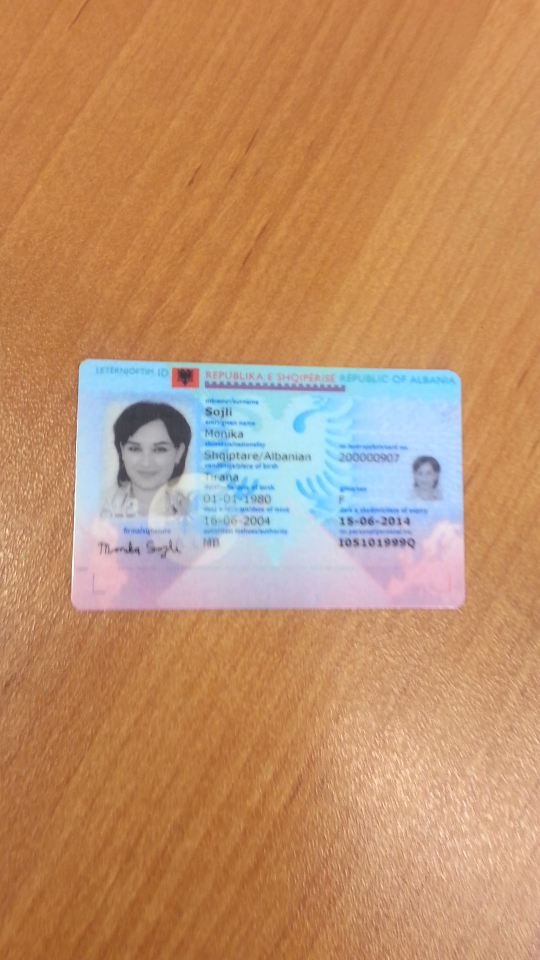 LETËRNJOFTIM ID
REPUBLIKA E SHQIPËRISË REPUBLIC OF ALBANIA
mbiemri/surname
Sojli
emri/given name
Monika
shtetësia/nationality
Shqiptare/Albanian
nr. letërnjoftimi/card no.
200000907
vendlindja/place of birth
Tirana
datëlindja/date of birth
01-01-1980
gjinia/sex
F
data e lëshimit/date of issue
16-06-2004
data e skadimit/date of expiry
15-06-2014
autoriteti lëshues/authority
MB
nr. personal/personal no.
I05101999Q
firma/signature
Monika Sojli